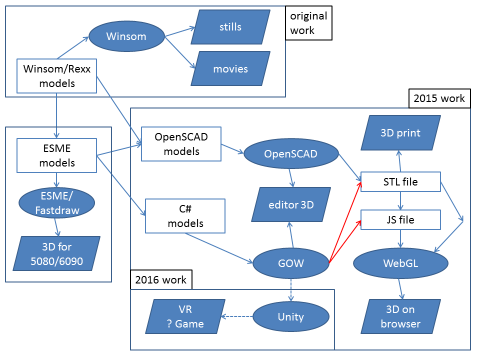 original
work
Winsom
stills
movies
Winsom/Rexx
models
2015 work
ESME
models
OpenSCAD
models
OpenSCAD
3D print
STL file
ESME/
Fastdraw
editor 3D
C#
models
JS file
3D for
5080/6090
GOW
WebGL
2016 work
VR
? Game
Unity
3D on
browser